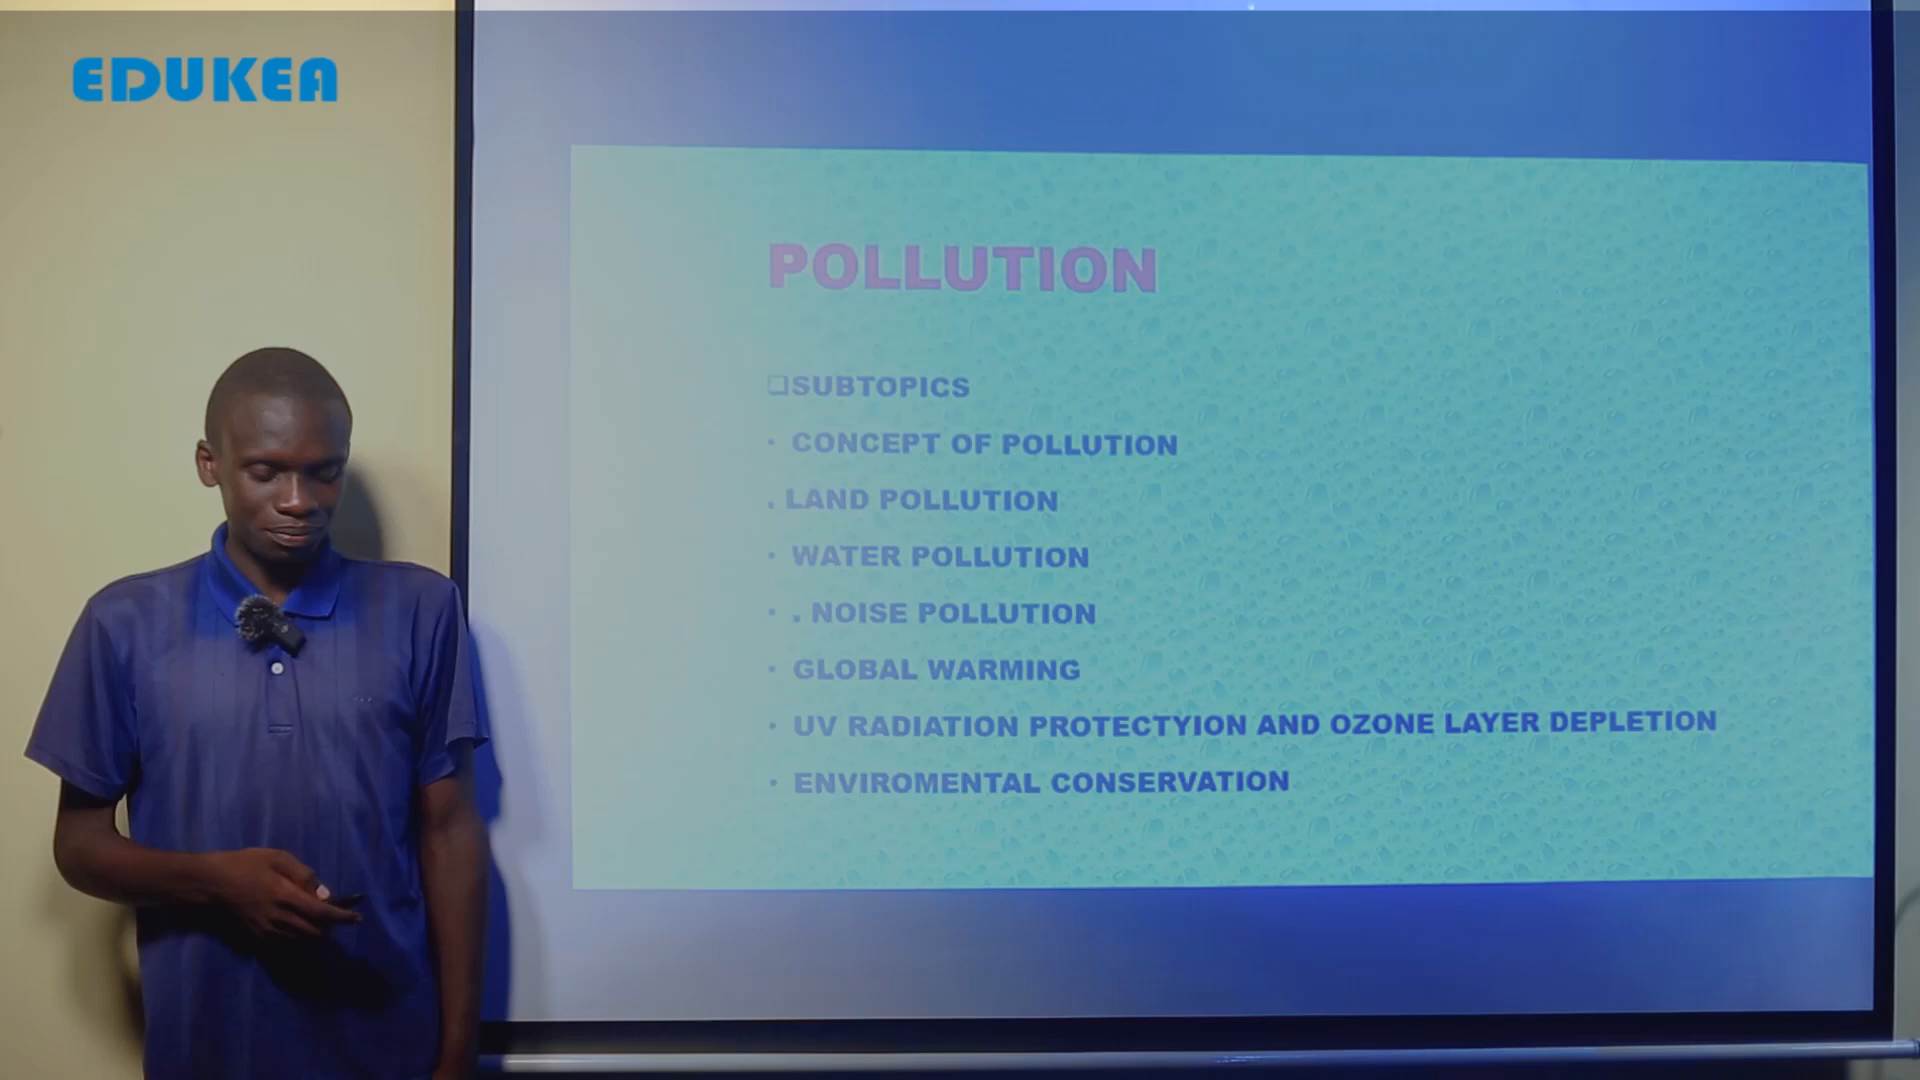 EDUKEA
POLLUTION
❑SUBTOPICS
• CONCEPT OF POLLUTION
. LAND POLLUTION
• WATER POLLUTION
• . NOISE POLLUTION
• GLOBAL WARMING
• UV RADIATION PROTECTYION AND OZONE LAYER DEPLETION
• ENVIROMENTAL CONSERVATION